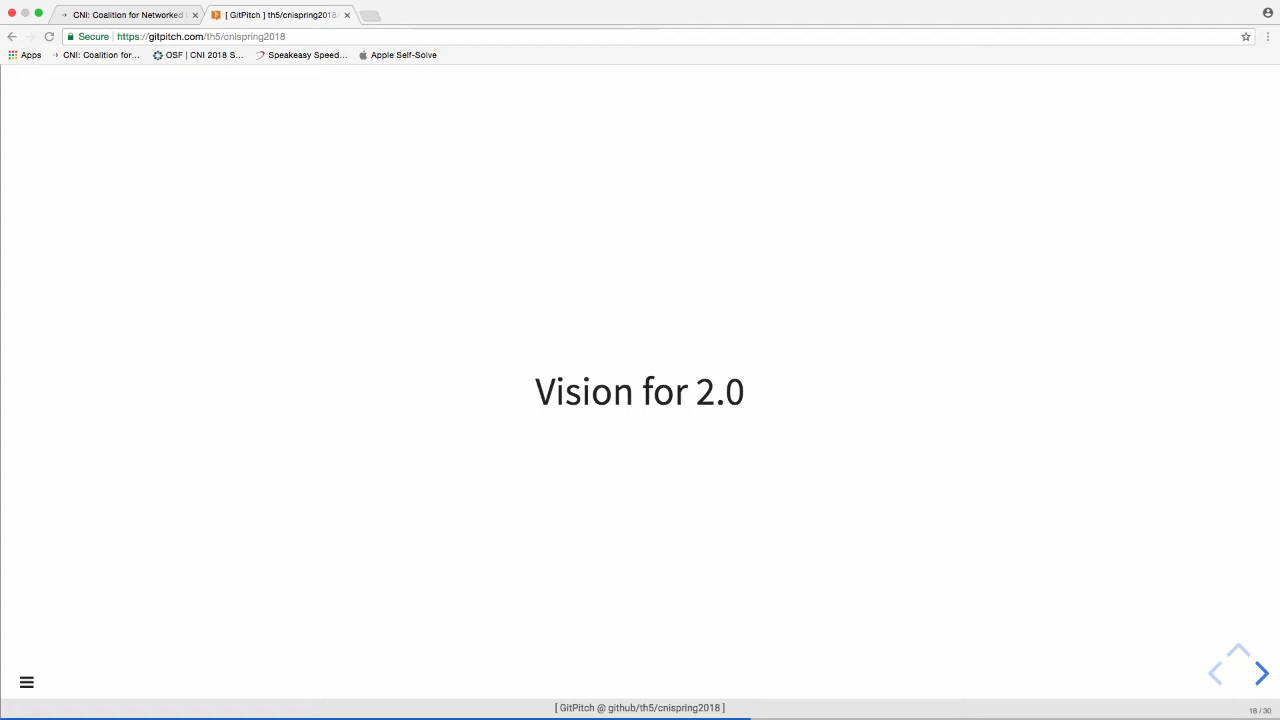 CNI: Coalition for Networked
[ GitPitch ] th5/cnispring2018
Secure
https://gitpitch.com/th5/cnispring2018
Apps
CNI: Coalition for...
OSF | CNI 2018 S...
Speakeasy Speed...
Apple Self-Solve
Vision for 2.0
[ GitPitch @ github/th5/cnispring2018 ]
18 / 30